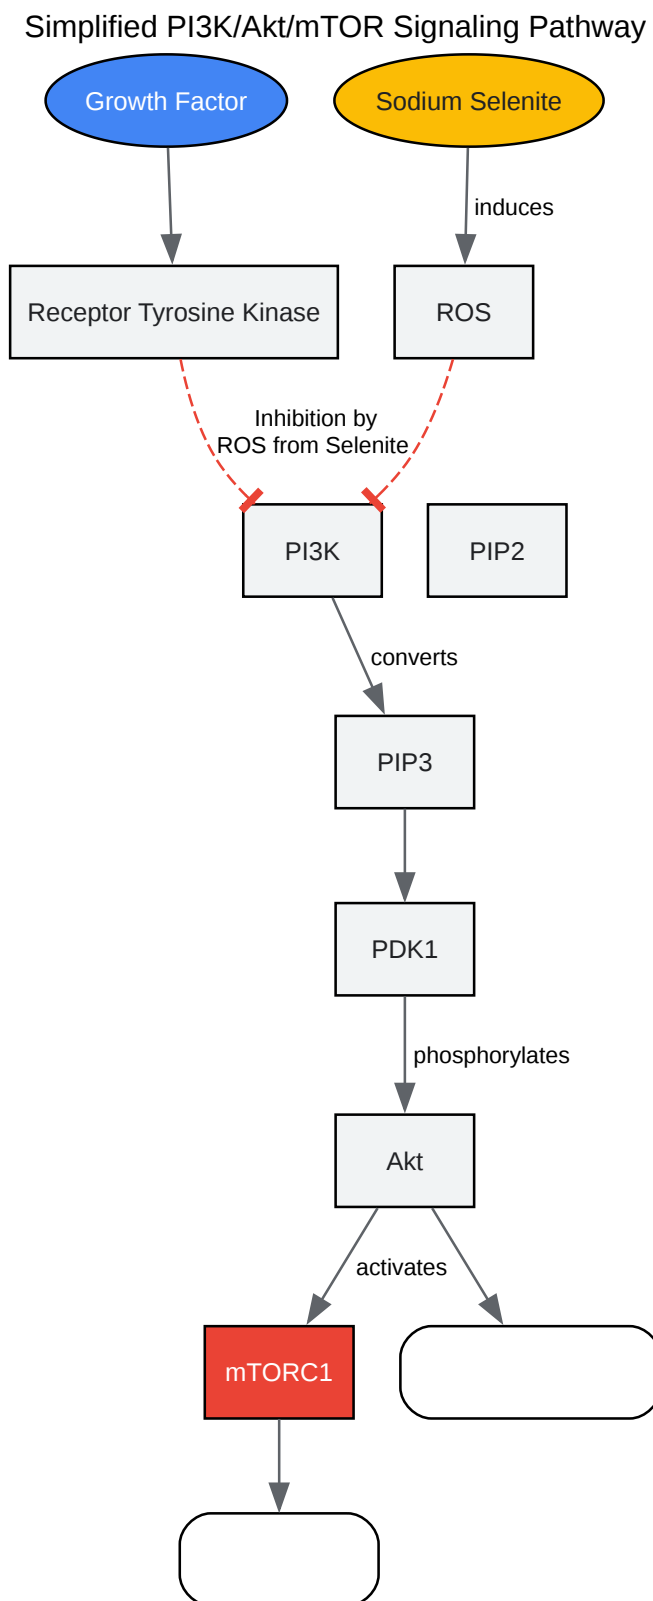 Simplified PI3K/Akt/mTOR Signaling Pathway
Growth Factor
Sodium Selenite
induces
Receptor Tyrosine Kinase
ROS
Inhibition by
ROS from Selenite
PI3K
PIP2
converts
PIP3
PDK1
phosphorylates
Akt
activates
mTORC1